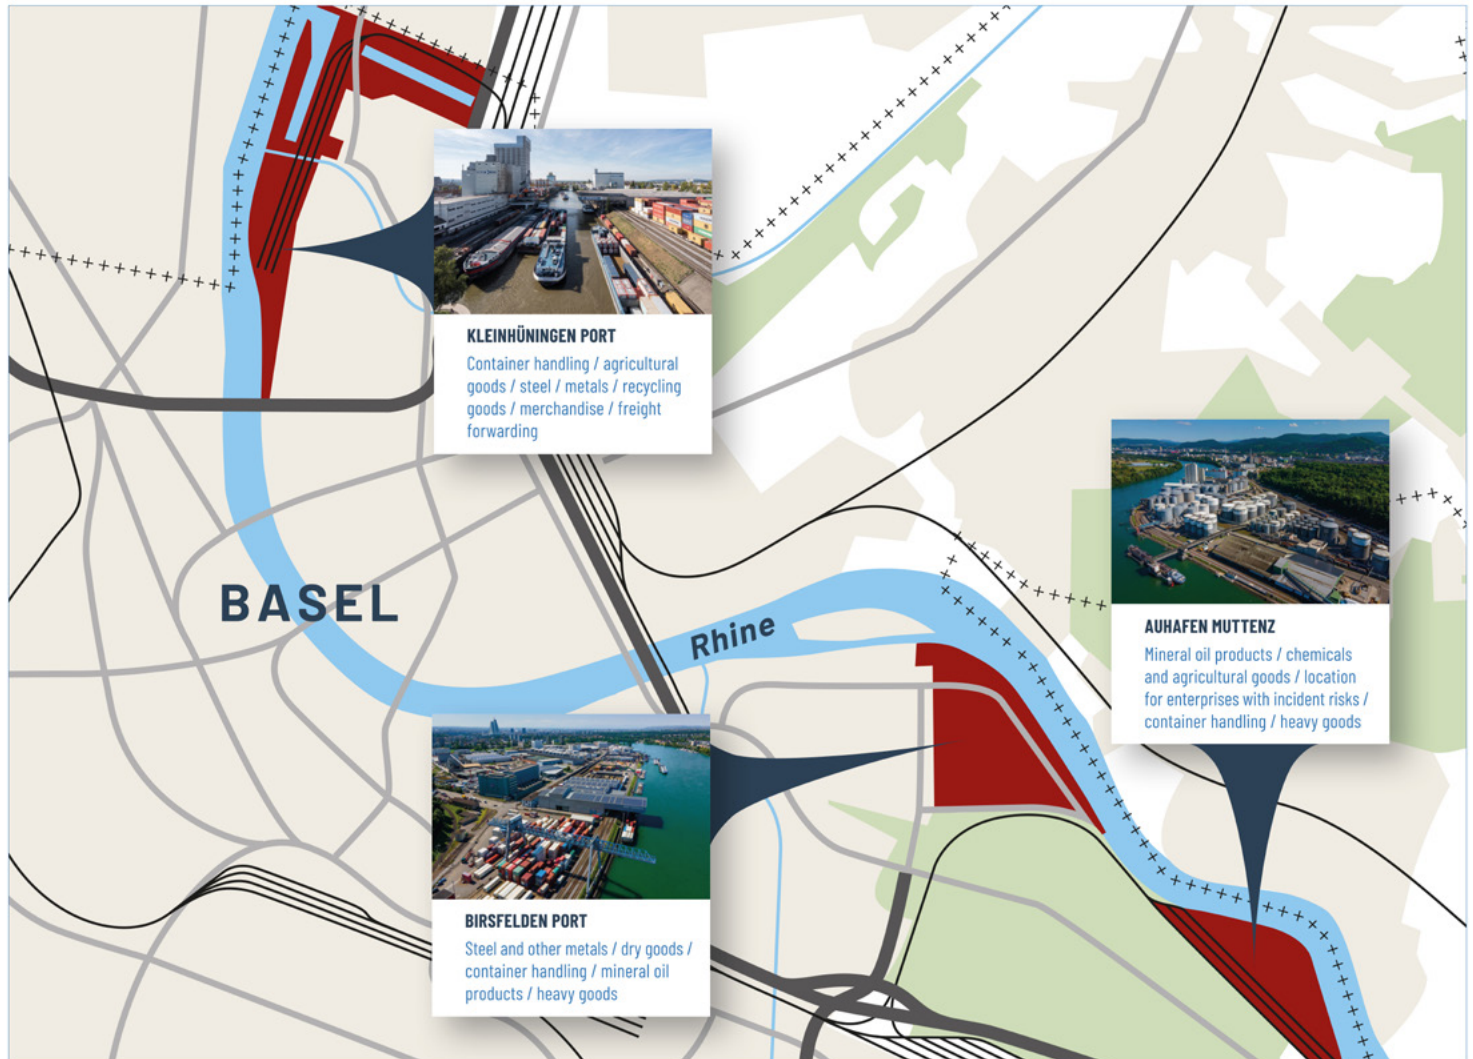 KLEINHÜNINGEN PORT
Container handling / agricultural
goods / steel / metals / recycling
goods / merchandise / freight
forwarding
BASEL
Rhine
AUHAFEN MUTTENZ
Mineral oil products / chemicals
and agricultural goods / location
for enterprises with incident risks /
container handling / heavy goods
BIRSFELDEN PORT
Steel and other metals / dry goods /
container handling / mineral oil
products / heavy goods